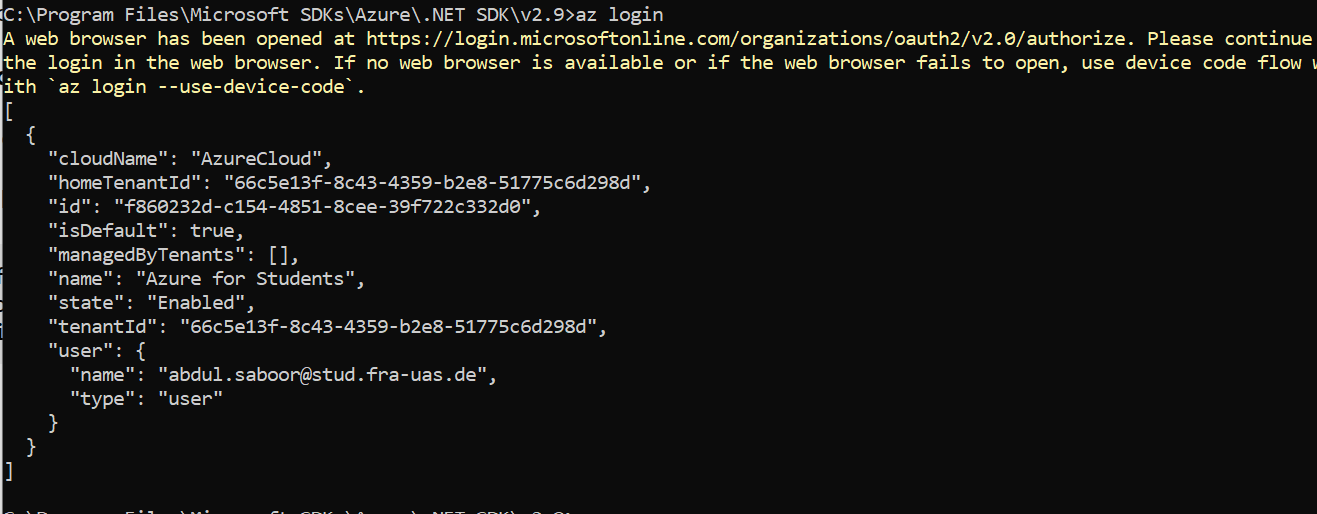 C:\Program Files\Microsoft SDKs\Azure\.NET SDK\v2.9>az login
A web browser has been opened at https://login.microsoftonline.com/organizations/oauth2/v2.0/authorize. Please continue
the login in the web browser. If no web browser is available or if the web browser fails to open, use device code flow w
ith `az login --use-device-code`.
[
  {
    "cloudName": "AzureCloud",
    "homeTenantId": "66c5e13f-8c43-4359-b2e8-51775c6d298d",
    "id": "f860232d-c154-4851-8cee-39f722c332d0",
    "isDefault": true,
    "managedByTenants": [],
    "name": "Azure for Students",
    "state": "Enabled",
    "tenantId": "66c5e13f-8c43-4359-b2e8-51775c6d298d",
    "user": {
      "name": "abdul.saboor@stud.fra-uas.de",
      "type": "user"
    }
  }
]